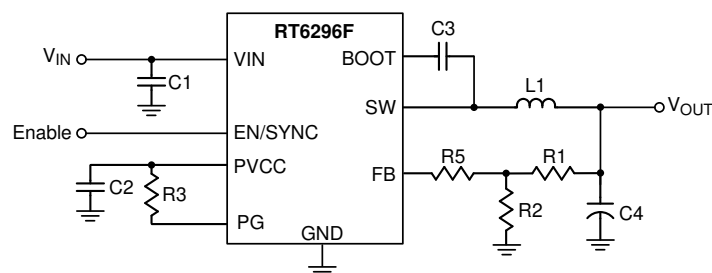 RT6296F
C3
VIN
VIN
BOOT
C1
L1
SW
VOUT
Enable
EN/SYNC
PVCC
R5
R1
FB
C2
R3
R2
C4
PG
GND